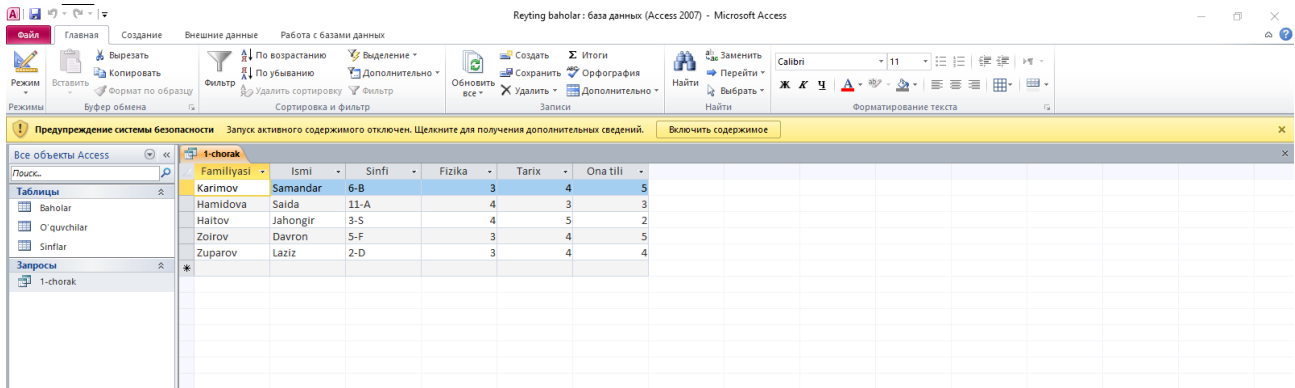 Reyting baholar : база данных (Access 2007) - Microsoft Access
Файл Главная Создание Внешние данные Работа с базами данных
Режим
Режимы
Вставить
Вырезать
Копировать
Формат по образцу
Буфер обмена
Фильтр
По возрастанию
По убыванию
Удалить сортировку
Выделение
Дополнительно
Фильтр
Сортировка и фильтр
Обновить все
Создать
Сохранить
Удалить
Итоги
Орфография
Дополнительно
Записи
Найти
Заменить
Перейти
Выбрать
Найти
Calibri 11
Ж К Ч А
Форматирование текста
Предупреждение системы безопасности Запуск активного содержимого отключен. Щелкните для получения дополнительных сведений. Включить содержимое
Все объекты Access
Поиск...
Таблицы
Baholar
O'quvchilar
Sinflar
Запросы
1-chorak
1-chorak
Familiyasi Ismi Sinfi Fizika Tarix Ona tili
Karimov Samandar 6-B 3 4 5
Hamidova Saida 11-A 4 3 3
Haitov Jahongir 3-S 4 5 2
Zoirov Davron 5-F 3 4 5
Zuparov Laziz 2-D 3 4 4